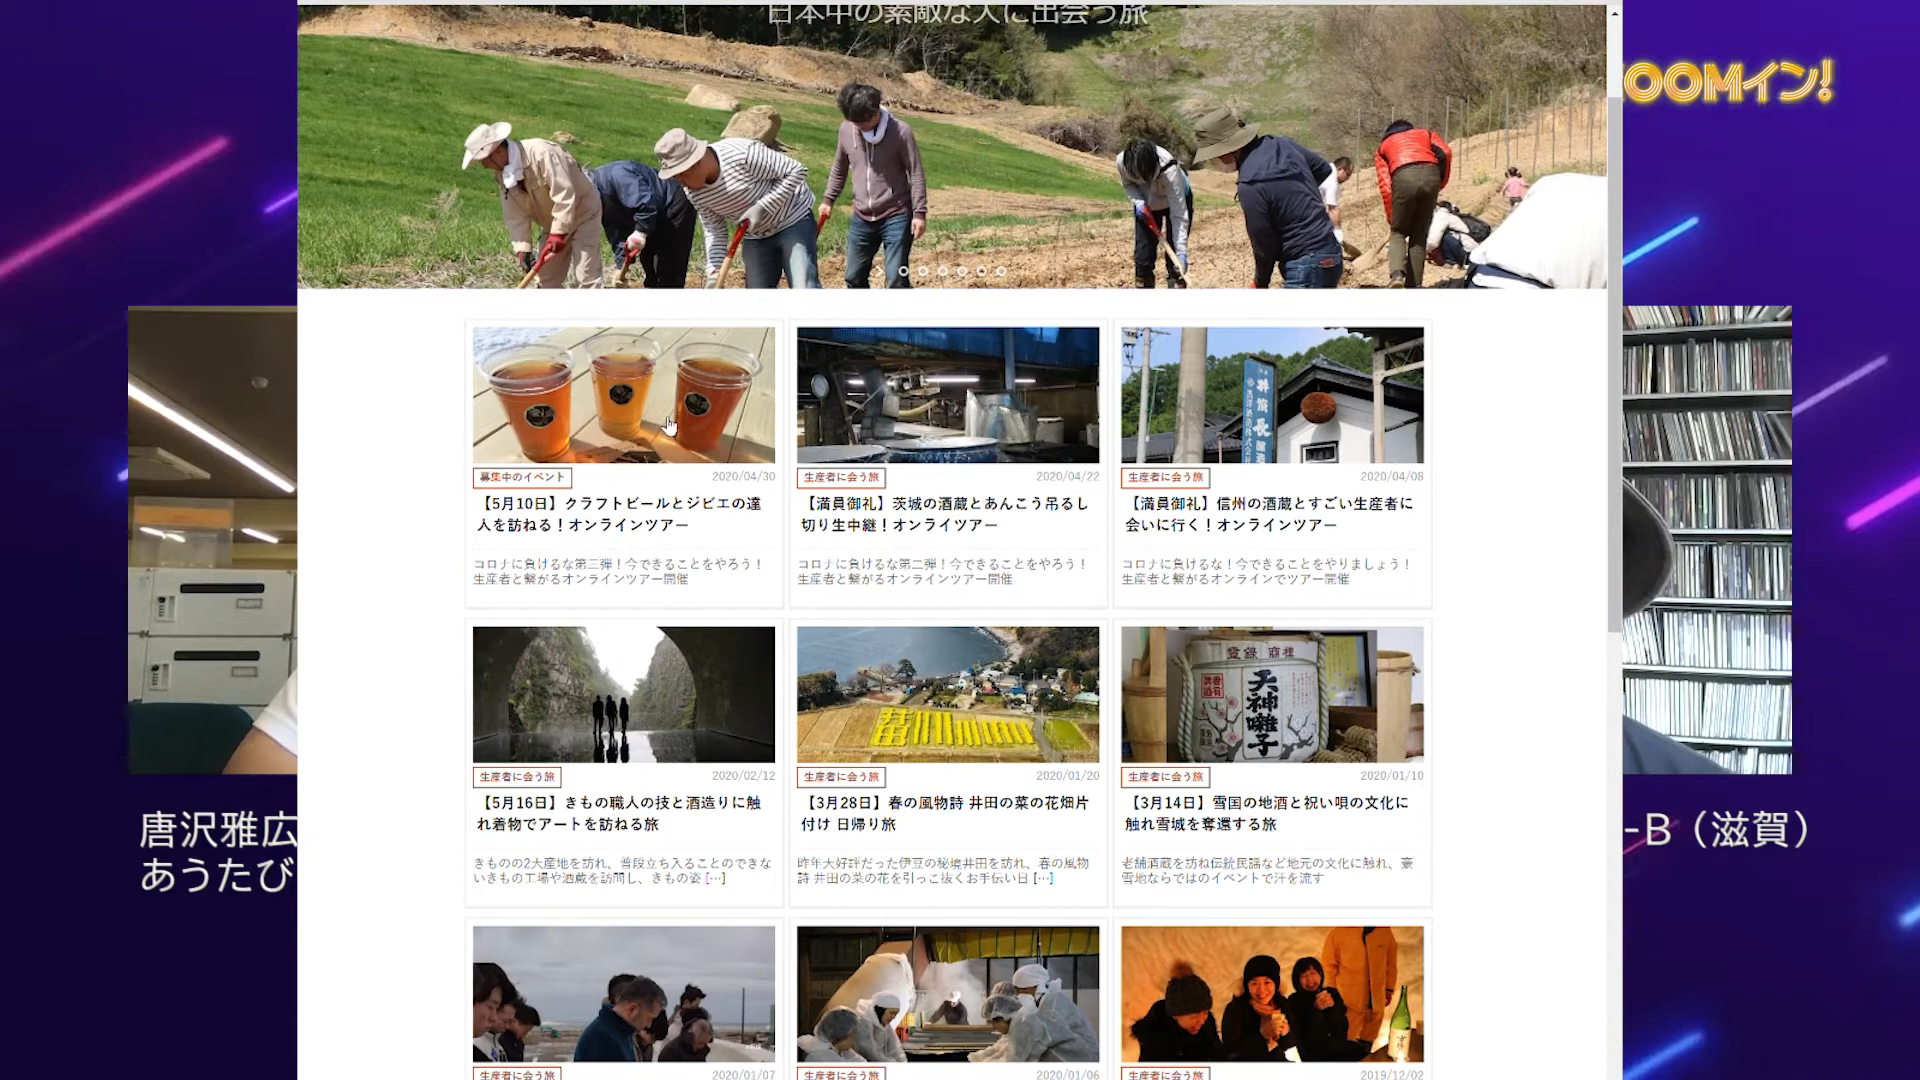 日本中の素敵な人に出会う旅
ZOOMイン!
募集中のイベント
2020/04/30
【5月10日】クラフトビールとジビエの達
人を訪ねる！オンラインツアー
コロナに負けるな第三弾！今できることをやろう！
生産者と繋がるオンラインツアー開催
生産者に会う旅
2020/04/22
【満員御礼】茨城の酒蔵とあんこう吊るし
切り生中継！オンライツアー
コロナに負けるな第二弾！今できることをやろう！
生産者と繋がるオンラインツアー開催
井筒長
生産者に会う旅
2020/04/08
【満員御礼】信州の酒蔵とすごい生産者に
会いに行く！オンラインツアー
コロナに負けるな！今できることをやりましょう！
生産者と繋がるオンラインでツアー開催
生産者に会う旅
2020/02/12
【5月16日】きもの職人の技と酒造りに触
れ着物でアートを訪ねる旅
きものの2大産地を訪れ、普段立ち入ることのできな
いきもの工場や酒蔵を訪問し、きもの姿 […]
井田
生産者に会う旅
2020/01/20
【3月28日】春の風物詩 井田の菜の花畑片
付け 日帰り旅
昨年大好評だった伊豆の秘境井田を訪れ、春の風物
詩 井田の菜の花を引っこ抜くお手伝い日 […]
登録 商標
天神囃子
生産者に会う旅
2020/01/10
【3月14日】雪国の地酒と祝い唄の文化に
触れ雪城を奪還する旅
老舗酒蔵を訪ね伝統民謡など地元の文化に触れ、豪
雪地ならではのイベントで汗を流す
生産者に会う旅
2020/01/07
生産者に会う旅
2020/01/06
生産者に会う旅
2019/12/02
唐沢雅広
あうたび
-B（滋賀）